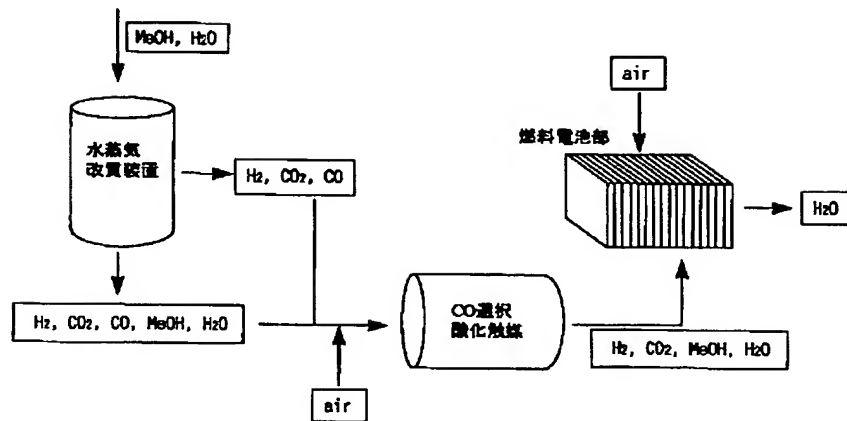 MeOH, H2O
air
燃料電池部
水蒸気
改質装置
H2, CO2, CO
H2O
H2, CO2, CO, MeOH, H2O
CO選択
酸化触媒
H2, CO2, MeOH, H2O
air